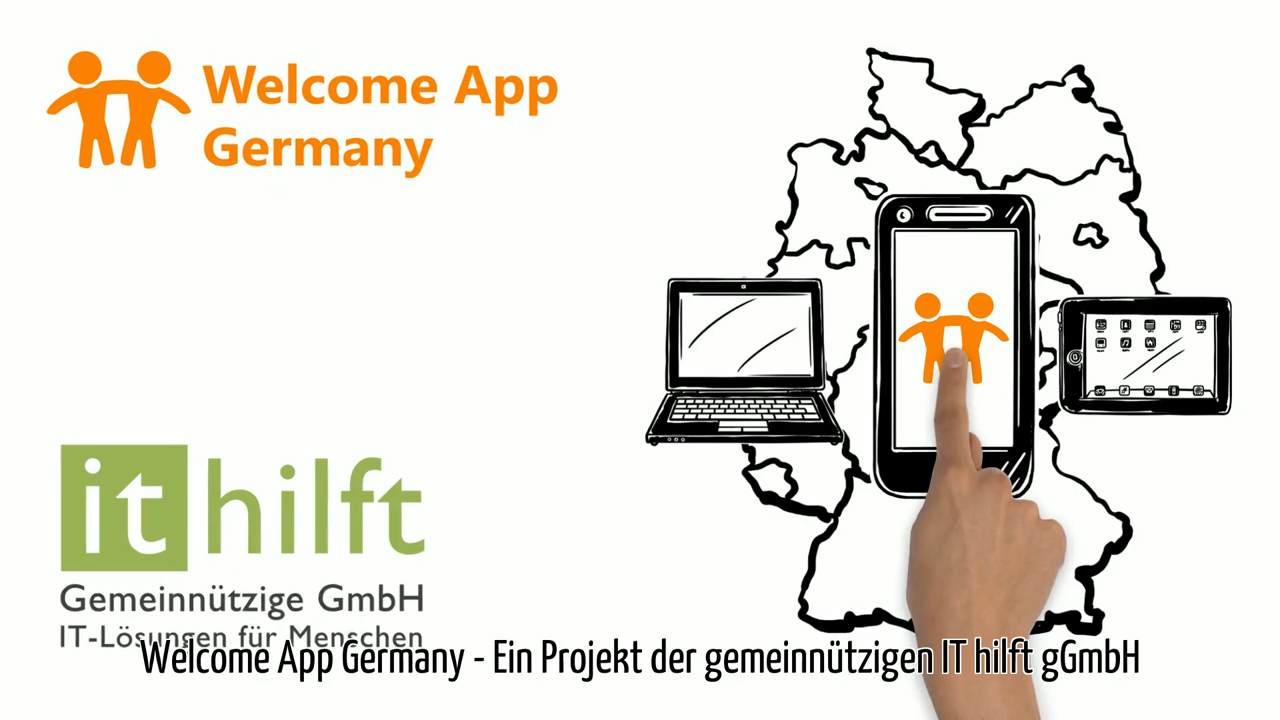 Welcome App
Germany
it hilft
Gemeinnützige GmbH
IT-Lösungen für Menschen
Welcome App Germany - Ein Projekt der gemeinnützigen IT hilft gGmbH